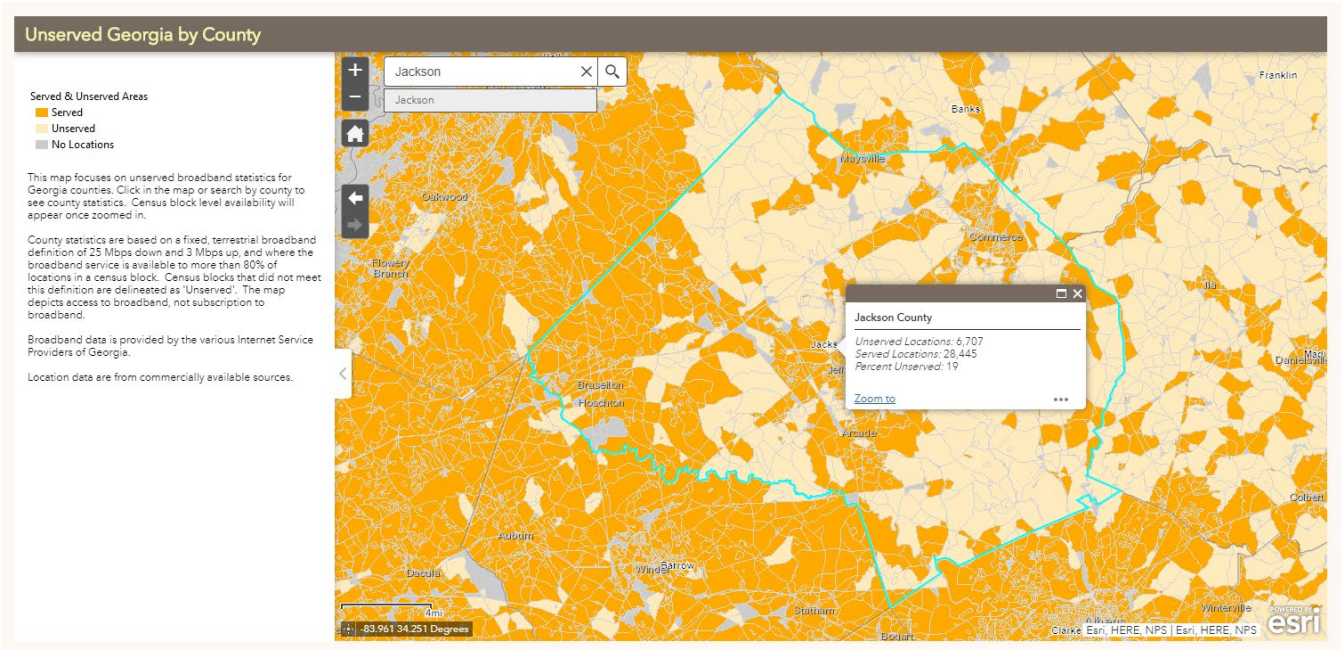 Unserved Georgia by County
Served & Unserved Areas
Served
Unserved
No Locations
This map focuses on unserved broadband statistics for
Georgia counties. Click in the map or search by county to
see county statistics. Census block level availability will
appear once zoomed in.
County statistics are based on a fixed, terrestrial broadband
definition of 25 Mbps down and 3 Mbps up, and where the
broadband service is available to more than 80% of
locations in a census block. Census blocks that did not meet
this definition are delineated as 'Unserved'. The map
depicts access to broadband, not subscription to
broadband.
Broadband data is provided by the various Internet Service
Providers of Georgia.
Location data are from commercially available sources.
+
Jackson
−
Jackson
Franklin
Banks
Maysville
Oakwood
Commerce
Flowery
Branch
Ila
Jackson County
Unserved Locations: 6,707
Served Locations: 28,445
Percent Unserved: 19
Zoom to
Jacks
Jeff
Madi
Danielsville
Braselton
Hoschton
Arcade
Colbert
Auburn
Dacula
Winder
Barrow
Statham
Winterville
Bogart
4mi
-83.961 34.251 Degrees
Clarke
Esri, HERE, NPS | Esri, HERE, NPS
POWERED BY
esri